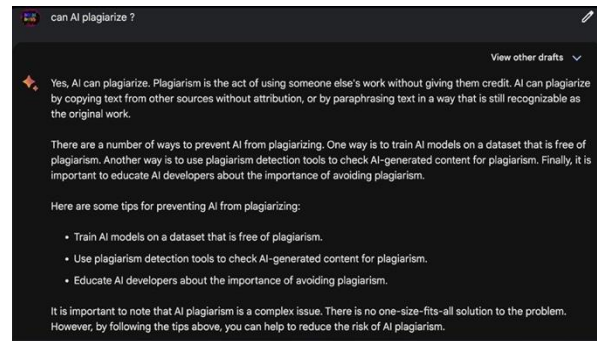 can AI plagiarize ?
View other drafts
Yes, AI can plagiarize. Plagiarism is the act of using someone else's work without giving them credit. AI can plagiarize
by copying text from other sources without attribution, or by paraphrasing text in a way that is still recognizable as
the original work.
There are a number of ways to prevent AI from plagiarizing. One way is to train AI models on a dataset that is free of
plagiarism. Another way is to use plagiarism detection tools to check AI-generated content for plagiarism. Finally, it is
important to educate AI developers about the importance of avoiding plagiarism.
Here are some tips for preventing AI from plagiarizing:
• Train AI models on a dataset that is free of plagiarism.
• Use plagiarism detection tools to check AI-generated content for plagiarism.
• Educate AI developers about the importance of avoiding plagiarism.
It is important to note that AI plagiarism is a complex issue. There is no one-size-fits-all solution to the problem.
However, by following the tips above, you can help to reduce the risk of AI plagiarism.